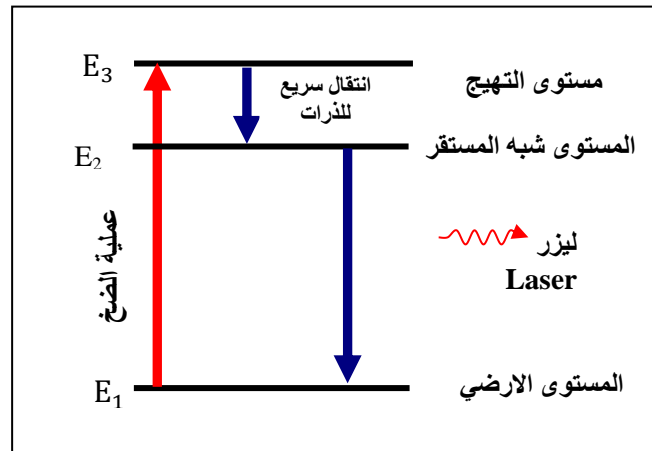 E3
انتقال سريع
للذرات
مستوى التهيج
E2
المستوى شبه المستقر
عملية الضخ
ليزر
Laser
E1
المستوى الارضي